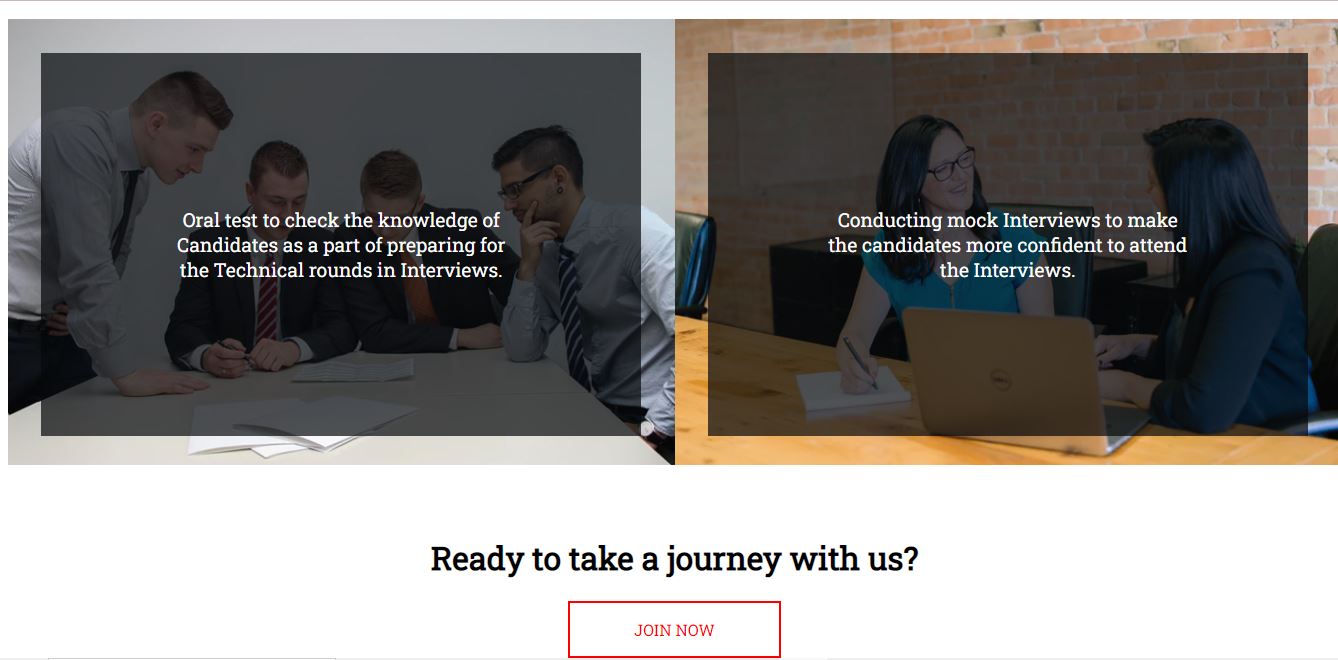 Oral test to check the knowledge of
Candidates as a part of preparing for
the Technical rounds in Interviews.
Conducting mock Interviews to make
the candidates more confident to attend
the Interviews.
Ready to take a journey with us?
JOIN NOW